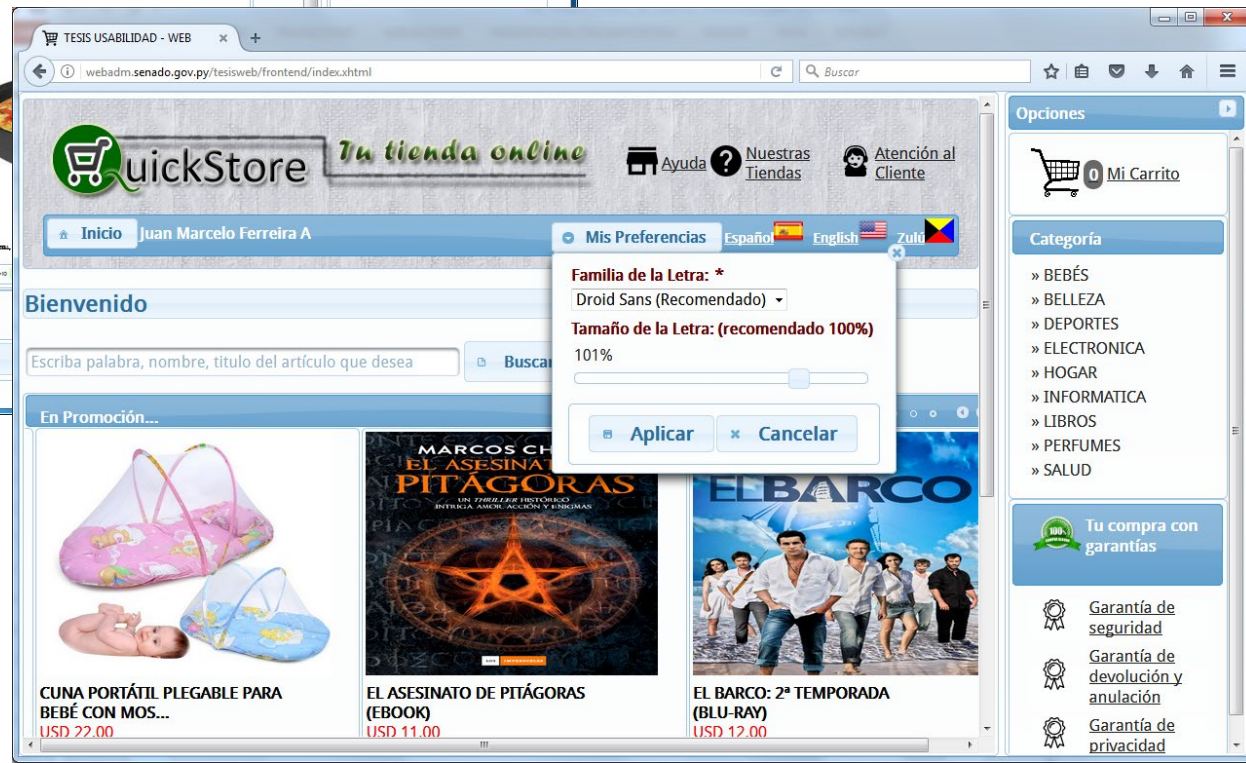 TESIS USABILIDAD - WEB
webadm.senado.gov.py/tesisweb/frontend/index.xhtml
Buscar
QuickStore
Tu tienda online
Ayuda
Nuestras
Tiendas
Atención al
Cliente
Inicio
Juan Marcelo Ferreira A
Mis Preferencias
Español
English
Zulú
Familia de la Letra: *
Droid Sans (Recomendado)
Tamaño de la Letra: (recomendado 100%)
101%
Aplicar
Cancelar
Bienvenido
Escriba palabra, nombre, titulo del artículo que desea
Buscar
En Promoción...
MARCOS CH
EL ASESINAT
PITÁGORAS
UN THRILLER HISTÓRICO
INTRIGA AMOR ACCIÓN Y ENIGMAS
EL BARCO
CUNA PORTÁTIL PLEGABLE PARA
BEBÉ CON MOS...
USD 22.00
EL ASESINATO DE PITÁGORAS
(EBOOK)
USD 11.00
EL BARCO: 2ª TEMPORADA
(BLU-RAY)
USD 12.00
Opciones
0 Mi Carrito
Categoría
» BEBÉS
» BELLEZA
» DEPORTES
» ELECTRONICA
» HOGAR
» INFORMATICA
» LIBROS
» PERFUMES
» SALUD
100%
Tu compra con
garantías
Garantía de
seguridad
Garantía de
devolución y
anulación
Garantía de
privacidad